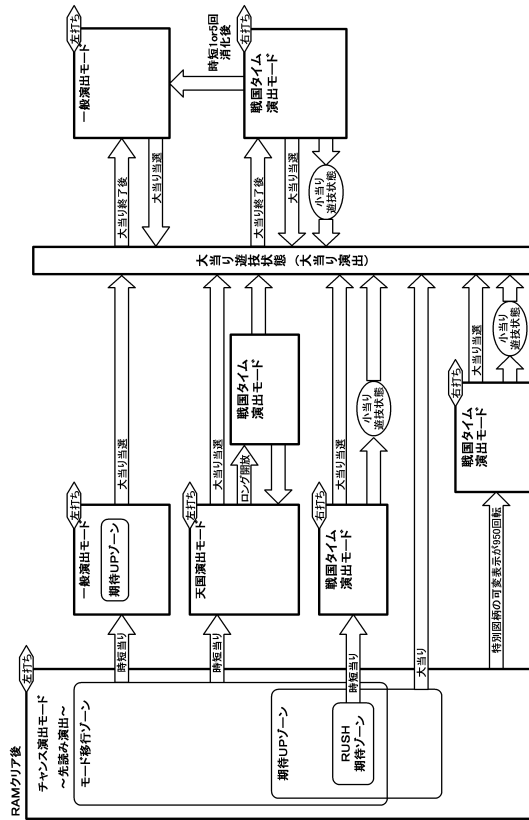 RAMクリア後
左打ち
チャンス演出モード
～先読み演出～
モード移行ゾーン
期待UPゾーン
RUSH
期待ゾーン
時短当り
時短当り
時短当り
大当り
特別図柄の可変表示が950回転
左打ち
一般演出モード
期待UPゾーン
大当り当選
左打ち
天国演出モード
大当り当選
ロング開放
戦国タイム
演出モード
右打ち
戦国タイム
演出モード
大当り当選
小当り
遊技状態
右打ち
戦国タイム
演出モード
大当り当選
小当り
遊技状態
大当り遊技状態（大当り演出）
大当り終了後
大当り当選
左打ち
一般演出モード
時短1or5回
消化後
大当り終了後
大当り当選
小当り
遊技状態
右打ち
戦国タイム
演出モード